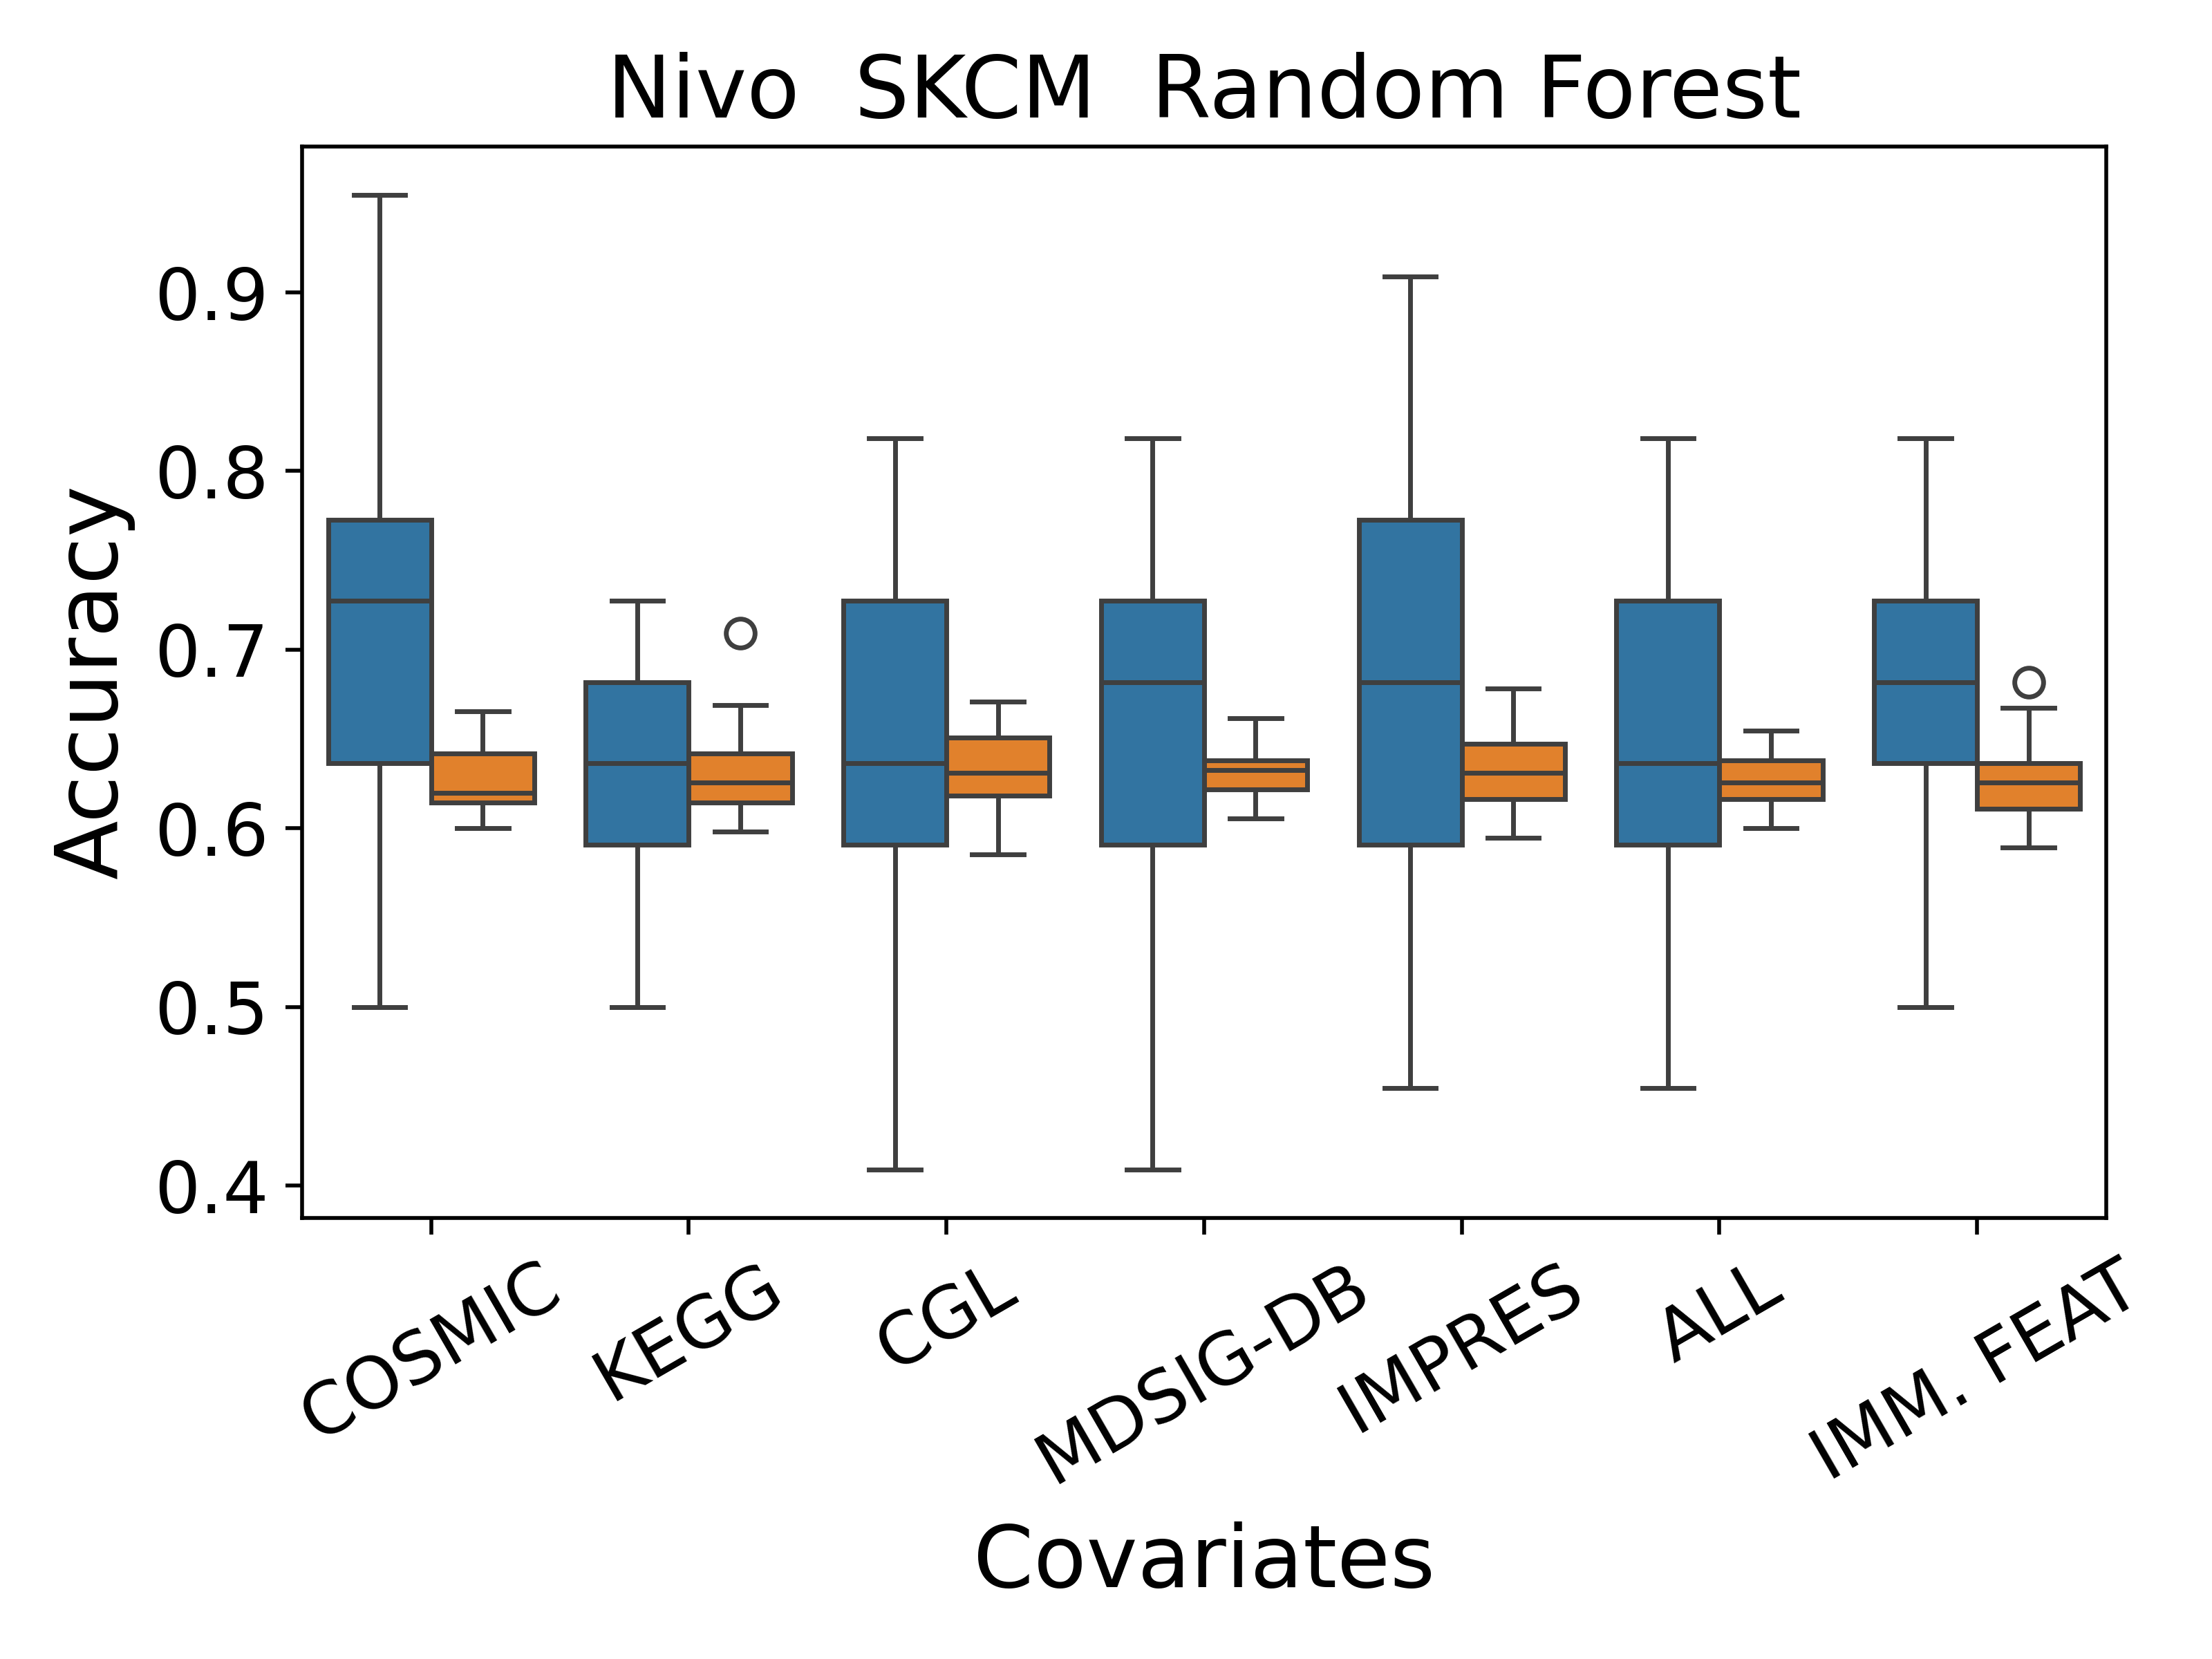 Nivo SKCM Random Forest
Accuracy
0.9
0.8
0.7
0.6
0.5
0.4
COSMIC
KEGG
CGL
MDSIG-DB
IMPRES
ALL
IMM. FEAT
Covariates